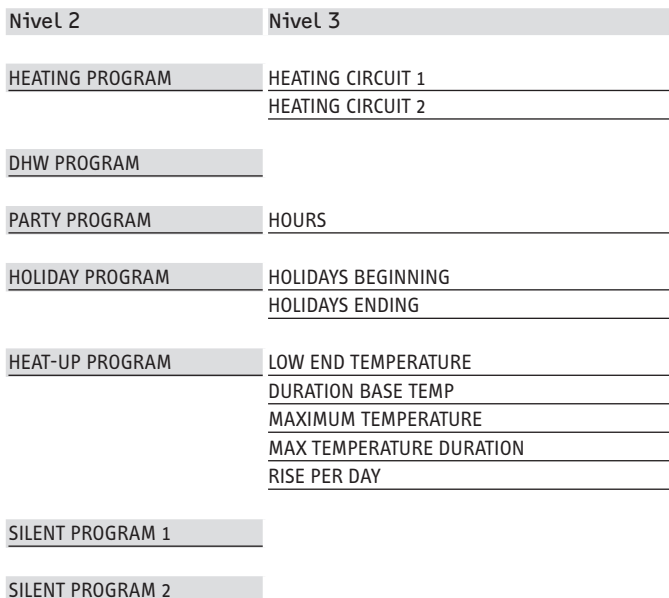 Nivel 2 Nivel 3
HEATING PROGRAM HEATING CIRCUIT 1
HEATING CIRCUIT 2
DHW PROGRAM
PARTY PROGRAM HOURS
HOLIDAY PROGRAM HOLIDAYS BEGINNING
HOLIDAYS ENDING
HEAT-UP PROGRAM LOW END TEMPERATURE
DURATION BASE TEMP
MAXIMUM TEMPERATURE
MAX TEMPERATURE DURATION
RISE PER DAY
SILENT PROGRAM 1
SILENT PROGRAM 2